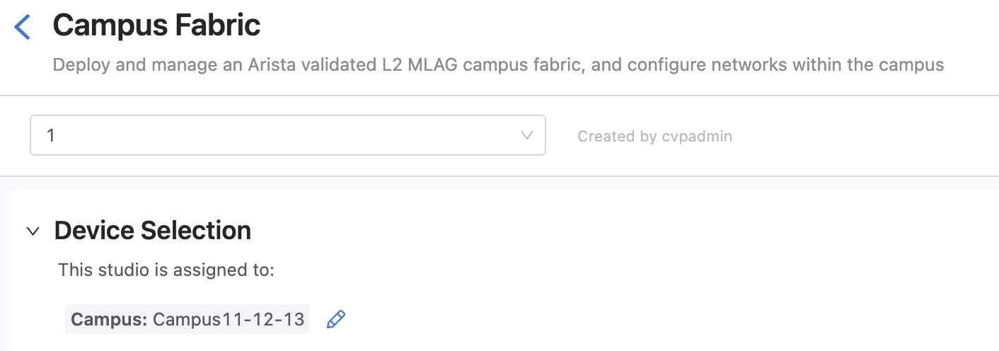 Campus Fabric
Deploy and manage an Arista validated L2 MLAG campus fabric, and configure networks within the campus
1
Created by cvpadmin
Device Selection
This studio is assigned to:
Campus: Campus11-12-13